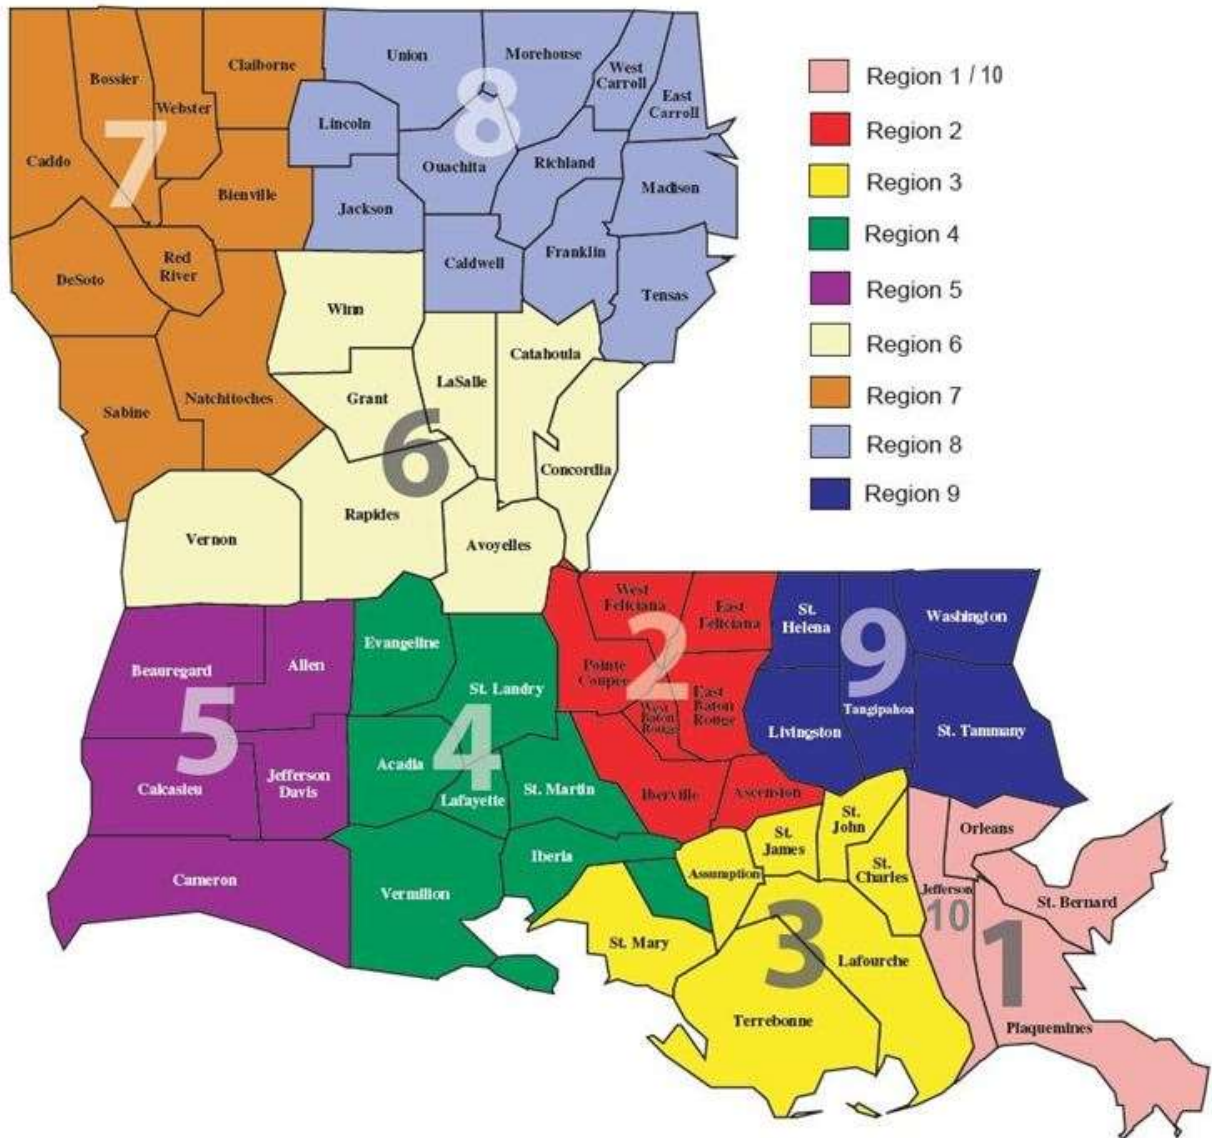 Union
Morehouse
Claiborne
West
Carroll
Bossier
8
East
Carroll
Webster
Lincoln
8
7
Caddo
Ouachita
Richland
Madison
Bienville
Jackson
Red
River
Caldwell
Franklin
DeSoto
Tensas
Winn
Catahoula
LaSalle
Natchitoches
Grant
Sabine
6
Concordia
Rapides
Vernon
Avoyelles
Region 1 / 10
Region 2
Region 3
Region 4
Region 5
Region 6
Region 7
Region 8
Region 9
West
Feliciana
East
Feliciana
St.
Helena
Washington
Evangeline
2
9
Beauregard
Allen
Pointe
Coupee
St. Landry
West
Baton
Rouge
East
Baton
Rouge
Tangipahoa
5
4
Livingston
St. Tammany
Acadia
Jefferson
Davis
Calcasieu
St. Martin
Lafayette
Iberville
Ascension
St.
John
Orleans
St.
James
Iberia
St.
Charles
Assumption
Cameron
Vermilion
Jefferson
10
St. Bernard
St. Mary
3
1
Lafourche
Terrebonne
Plaquemines